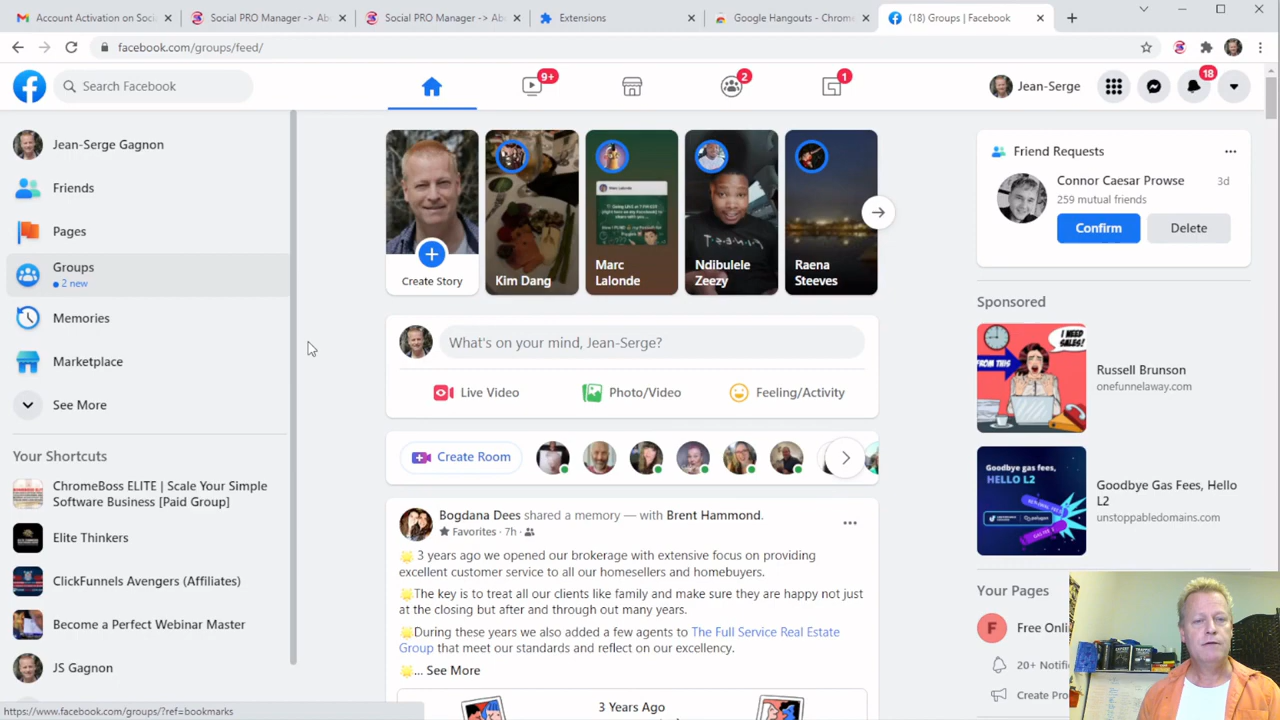 Account Activation on Soci
Social PRO Manager -> Ab
Social PRO Manager -> Ab
Extensions
Google Hangouts - Chrome
(18) Groups | Facebook
facebook.com/groups/feed/
Search Facebook
9+
2
1
Jean-Serge
18
Jean-Serge Gagnon
Friends
Pages
Groups
2 new
Memories
Marketplace
See More
Your Shortcuts
ChromeBoss ELITE | Scale Your Simple
Software Business [Paid Group]
Elite Thinkers
ClickFunnels Avengers (Affiliates)
Become a Perfect Webinar Master
JS Gagnon
https://www.facebook.com/groups/?ref=bookmarks
Create Story
Kim Dang
Marc
Lalonde
Ndibulele
Zeezy
Raena
Steeves
What's on your mind, Jean-Serge?
Live Video
Photo/Video
Feeling/Activity
Create Room
Bogdana Dees shared a memory — with Brent Hammond.
Favorites · 7h ·
3 years ago we opened our brokerage with extensive focus on providing
excellent customer service to all our homesellers and homebuyers.
The key is to treat all our clients like family and make sure they are happy not just
at the closing but after and through out many years.
During these years we also added a few agents to The Full Service Real Estate
Group that meet our standards and reflect on our excellency.
... See More
3 Years Ago
Friend Requests
Connor Caesar Prowse
3d
259 mutual friends
Confirm
Delete
Sponsored
I NEED
SALES!
FROM THIS
Russell Brunson
onefunnelaway.com
Goodbye gas fees,
HELLO L2
Goodbye Gas Fees, Hello
L2
unstoppabledomains.com
Your Pages
F
Free Onli
20+ Notifi
Create Pro